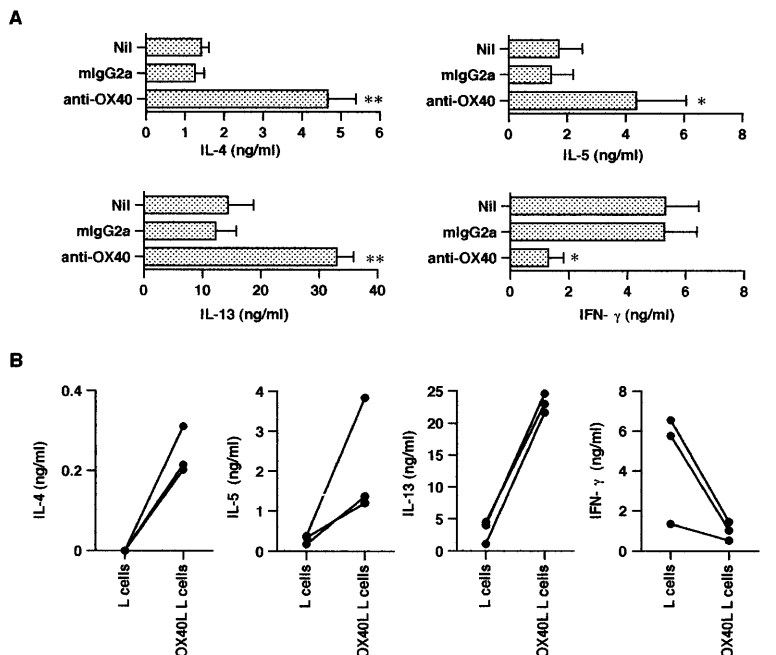 A
Nil
mIgG2a
anti-OX40
**
0 1 2 3 4 5 6
IL-4 (ng/ml)
Nil
mIgG2a
anti-OX40
*
0 2 4 6 8
IL-5 (ng/ml)
Nil
mIgG2a
anti-OX40
**
0 10 20 30 40
IL-13 (ng/ml)
Nil
mIgG2a
anti-OX40
*
0 2 4 6 8
IFN- γ (ng/ml)
B
IL-4 (ng/ml)
0.4
0.2
0
L cells
OX40L L cells
IL-5 (ng/ml)
4
3
2
1
0
L cells
OX40L L cells
IL-13 (ng/ml)
25
20
15
10
5
0
L cells
OX40L L cells
IFN- γ (ng/ml)
8
6
4
2
0
L cells
OX40L L cells